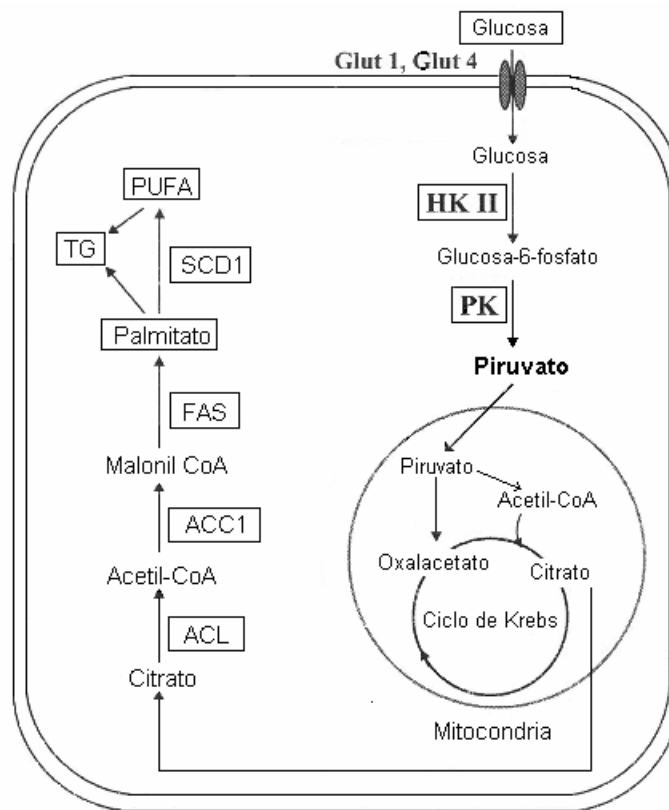 Glucosa
Glut 1, Glut 4
Glucosa
HK II
Glucosa-6-fosfato
PK
Piruvato
Piruvato
Acetil-CoA
Oxalacetato
Citrato
Ciclo de Krebs
Mitocondria
PUFA
TG
SCD1
Palmitato
FAS
Malonil CoA
ACC1
Acetil-CoA
ACL
Citrato